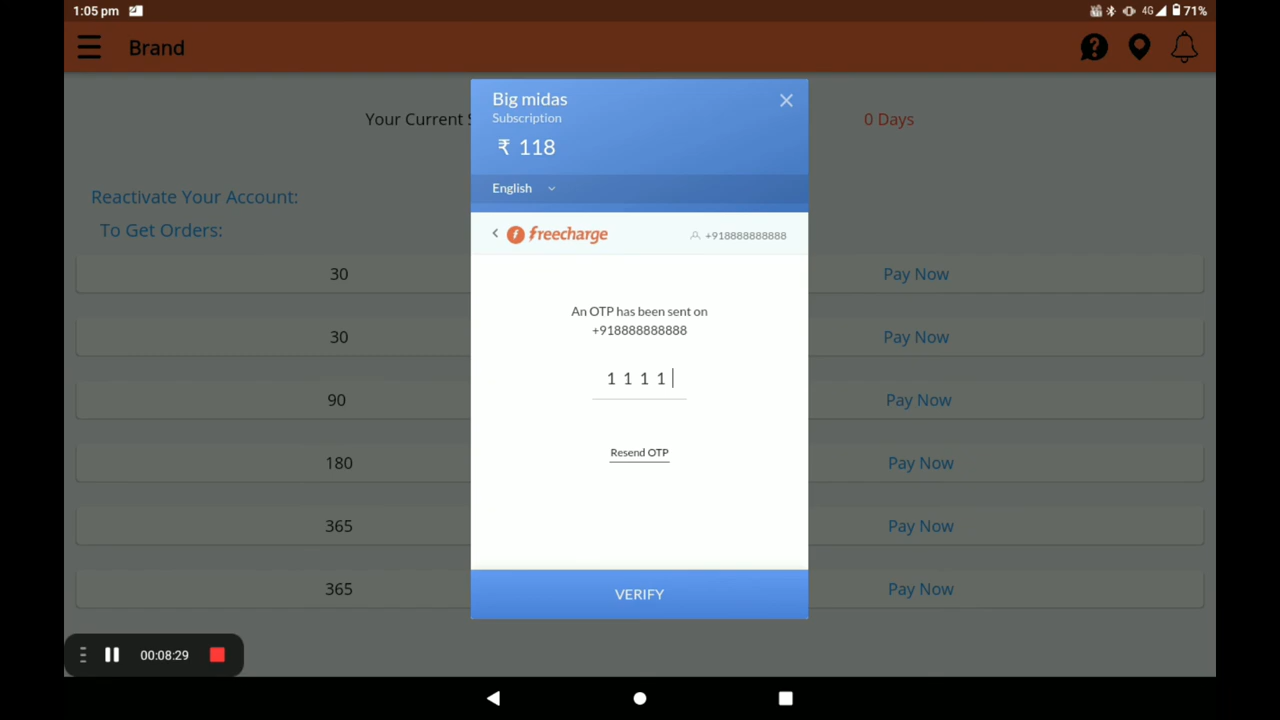 1:05 pm 4G 71%
Brand
Big midas
Subscription
₹ 118
English
Your Current S
0 Days
freecharge
+918888888888
Reactivate Your Account:
To Get Orders:
An OTP has been sent on
+918888888888
1 1 1 1
Resend OTP
VERIFY
30 Pay Now
30 Pay Now
90 Pay Now
180 Pay Now
365 Pay Now
365 Pay Now
00:08:29